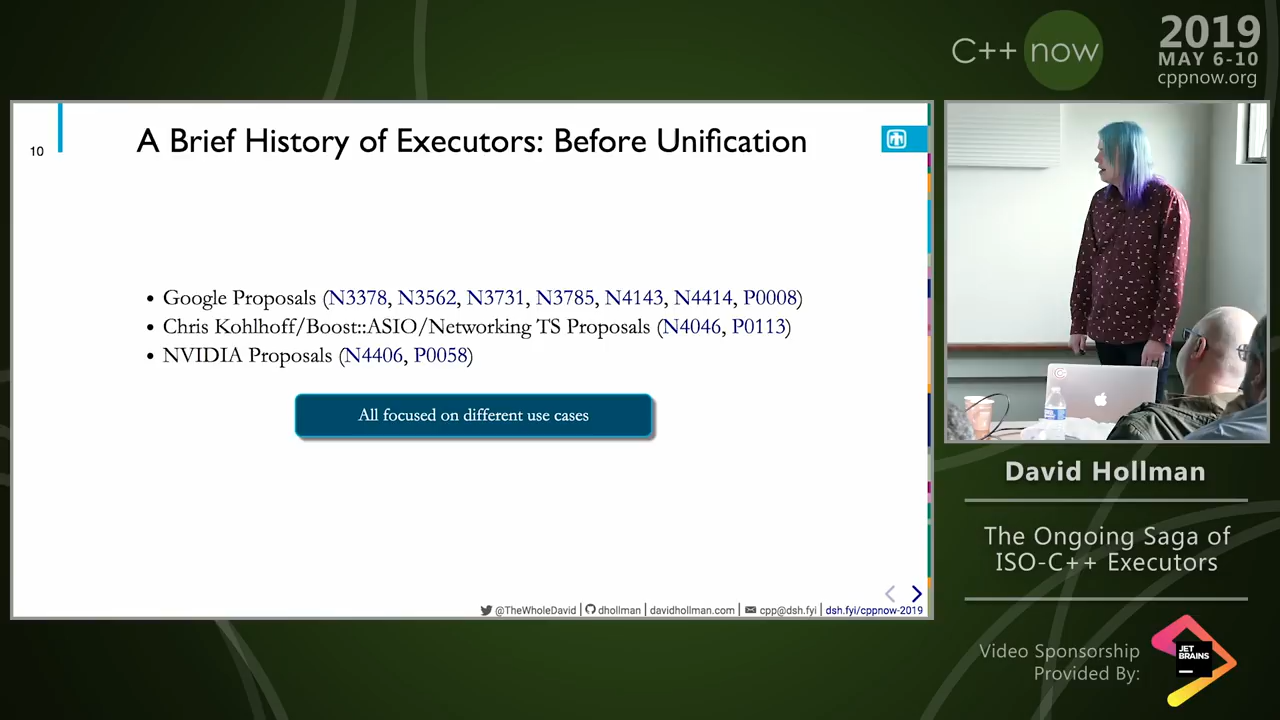 C++ now
2019
MAY 6-10
cppnow.org
10
A Brief History of Executors: Before Unification
• Google Proposals (N3378, N3562, N3731, N3785, N4143, N4414, P0008)
• Chris Kohlhoff/Boost::ASIO/Networking TS Proposals (N4046, P0113)
• NVIDIA Proposals (N4406, P0058)
All focused on different use cases
@TheWholeDavid | dhollman | davidhollman.com | cpp@dsh.fyi | dsh.fyi/cppnow-2019
David Hollman
The Ongoing Saga of
ISO-C++ Executors
Video Sponsorship
Provided By:
JET
BRAINS